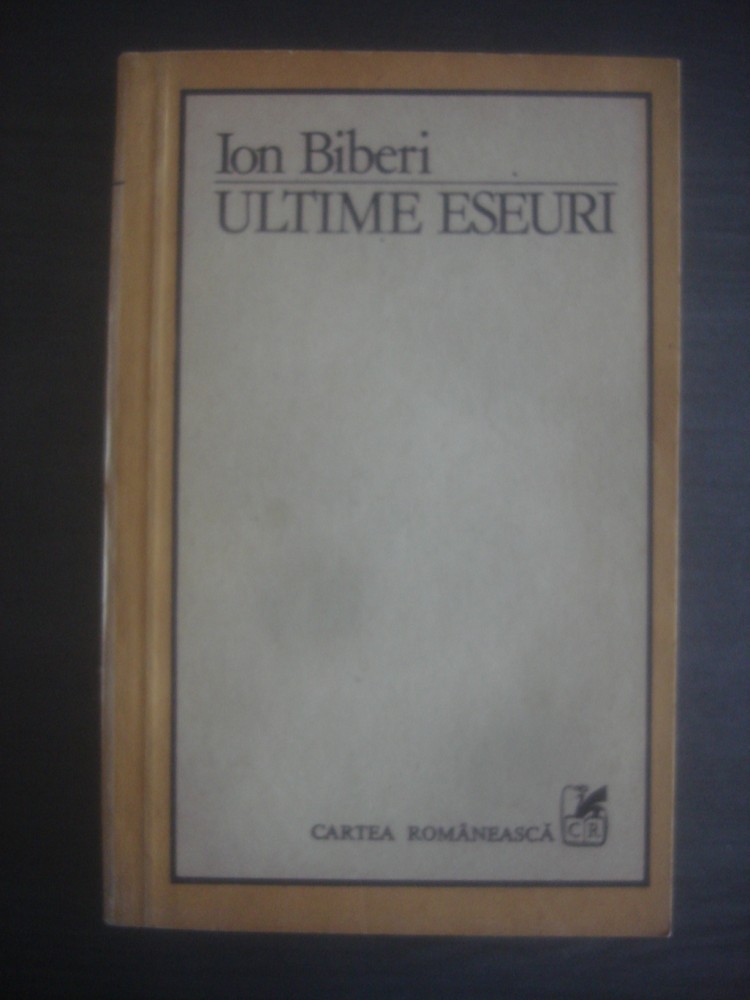 Ion Biberi
ULTIME ESEURI
CARTEA ROMÂNEASCĂ
CR